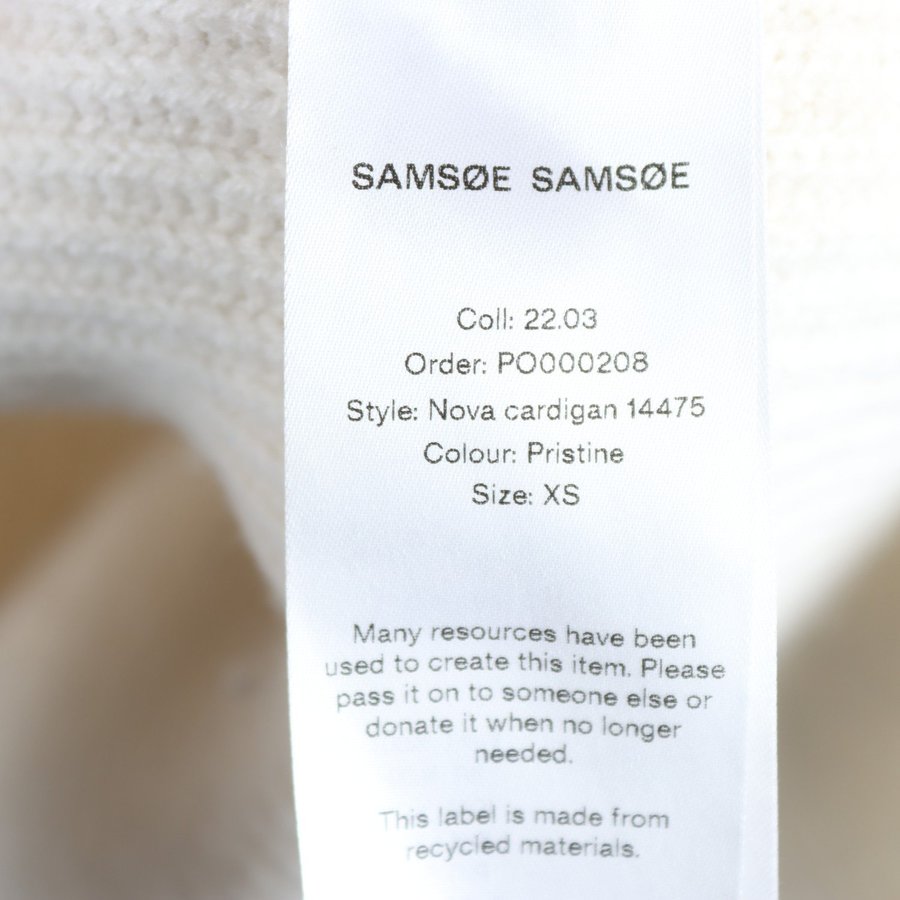 SAMSØE SAMSØE
Coll: 22.03
Order: PO000208
Style: Nova cardigan 14475
Colour: Pristine
Size: XS
Many resources have been
used to create this item. Please
pass it on to someone else or
donate it when no longer
needed.
This label is made from
recycled materials.